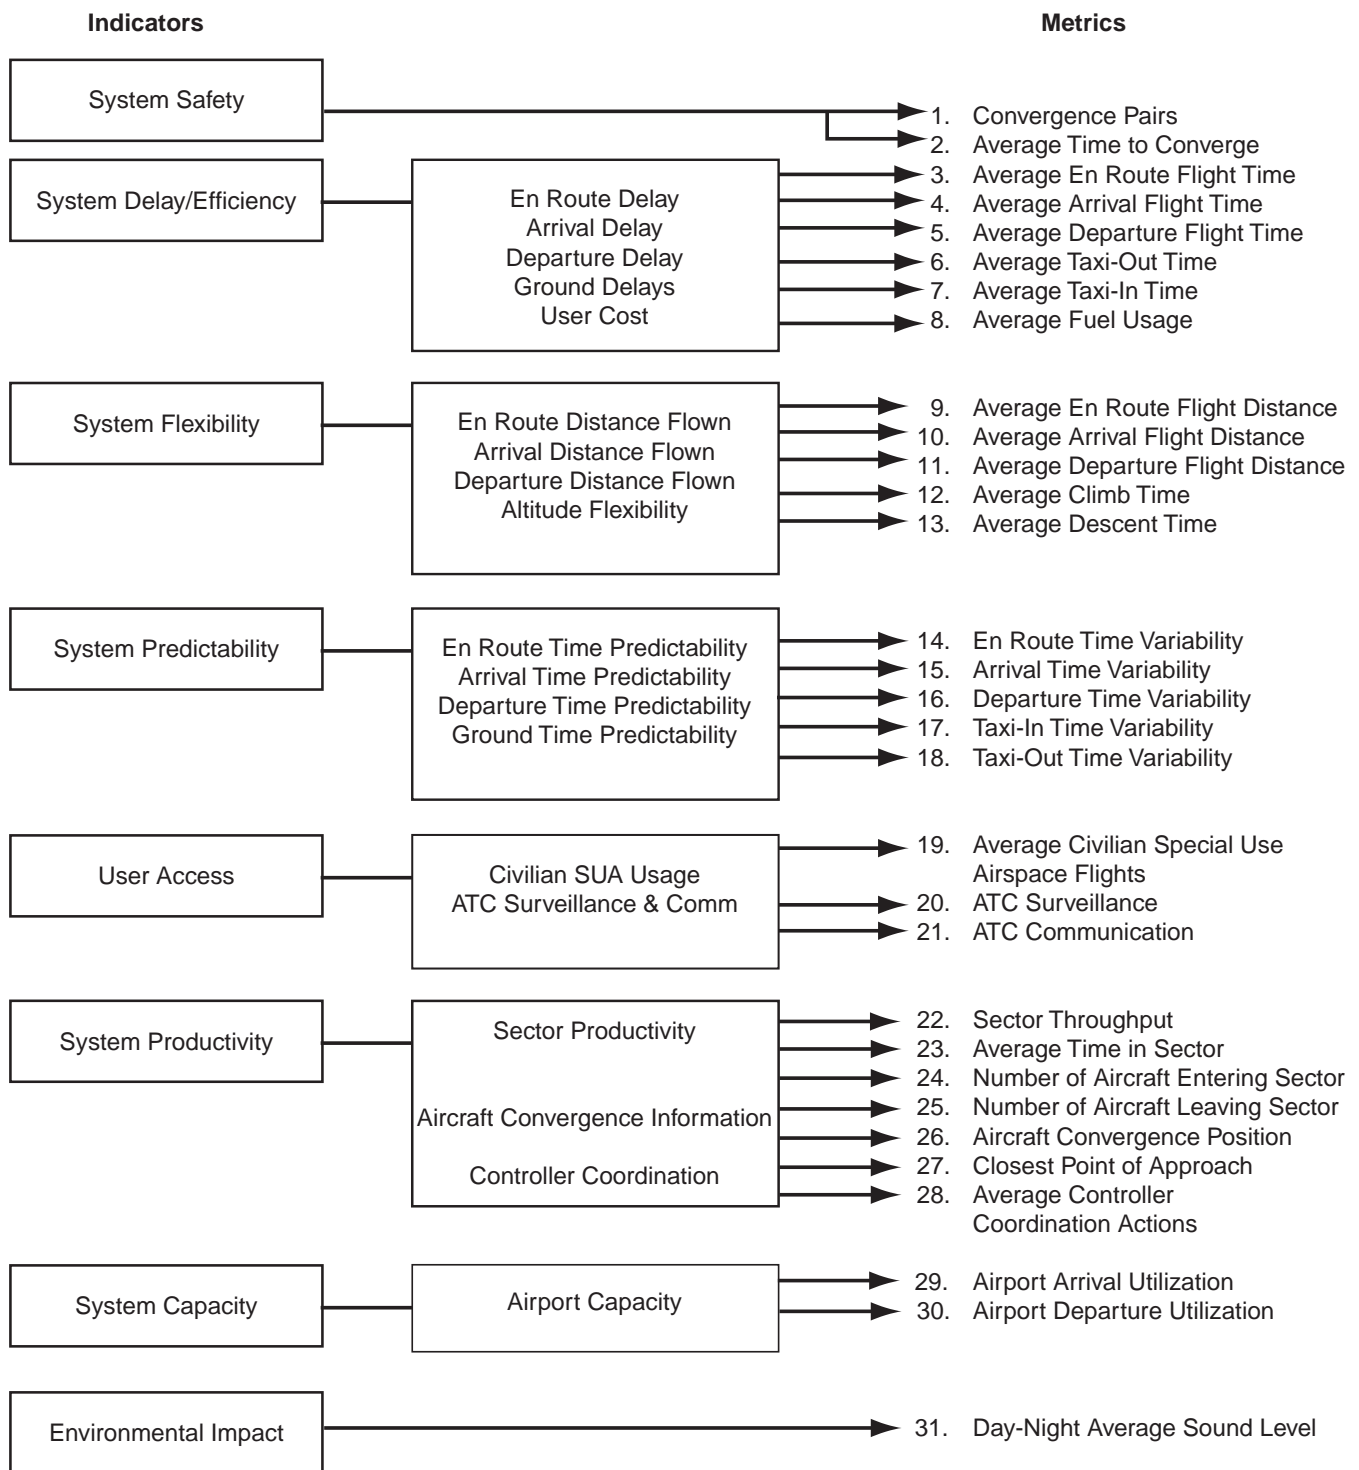 Indicators
Metrics
System Safety
1. Convergence Pairs
2. Average Time to Converge
System Delay/Efficiency
En Route Delay
Arrival Delay
Departure Delay
Ground Delays
User Cost
3. Average En Route Flight Time
4. Average Arrival Flight Time
5. Average Departure Flight Time
6. Average Taxi-Out Time
7. Average Taxi-In Time
8. Average Fuel Usage
System Flexibility
En Route Distance Flown
Arrival Distance Flown
Departure Distance Flown
Altitude Flexibility
9. Average En Route Flight Distance
10. Average Arrival Flight Distance
11. Average Departure Flight Distance
12. Average Climb Time
13. Average Descent Time
System Predictability
En Route Time Predictability
Arrival Time Predictability
Departure Time Predictability
Ground Time Predictability
14. En Route Time Variability
15. Arrival Time Variability
16. Departure Time Variability
17. Taxi-In Time Variability
18. Taxi-Out Time Variability
User Access
Civilian SUA Usage
ATC Surveillance & Comm
19. Average Civilian Special Use
Airspace Flights
20. ATC Surveillance
21. ATC Communication
System Productivity
Sector Productivity
Aircraft Convergence Information
Controller Coordination
22. Sector Throughput
23. Average Time in Sector
24. Number of Aircraft Entering Sector
25. Number of Aircraft Leaving Sector
26. Aircraft Convergence Position
27. Closest Point of Approach
28. Average Controller
Coordination Actions
System Capacity
Airport Capacity
29. Airport Arrival Utilization
30. Airport Departure Utilization
Environmental Impact
31. Day-Night Average Sound Level